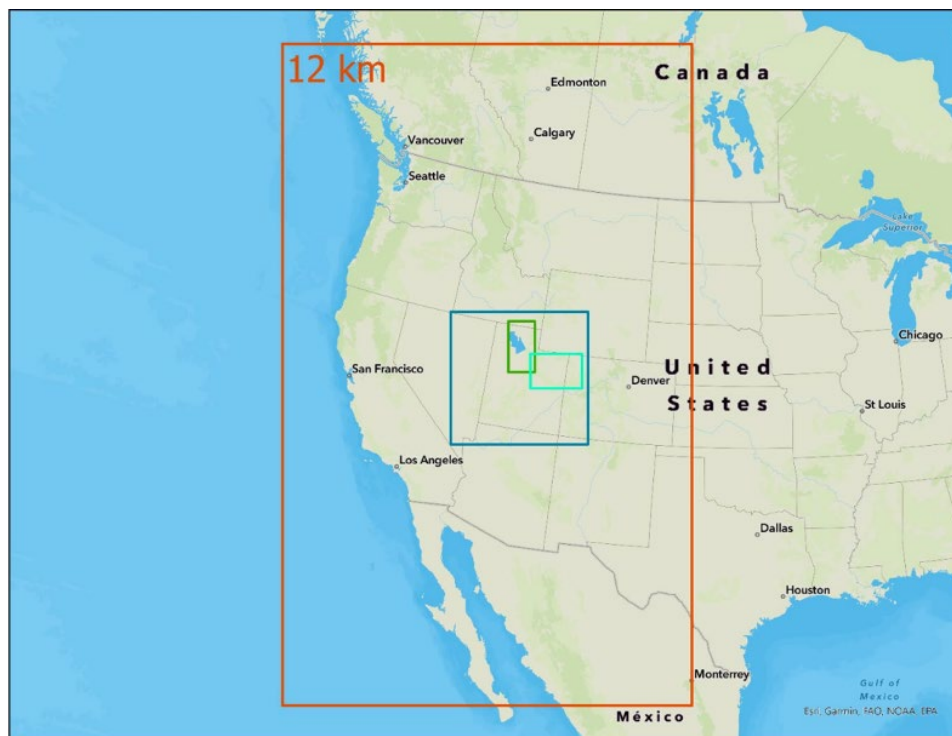 12 km
Canada
Edmonton
Calgary
Vancouver
Seattle
Lake
Superior
Chicago
San Francisco
United
Denver
States
St Louis
Los Angeles
Dallas
Houston
Monterrey
Gulf of
Mexico
Esri, Garmin, FAO, NOAA, EPA
México